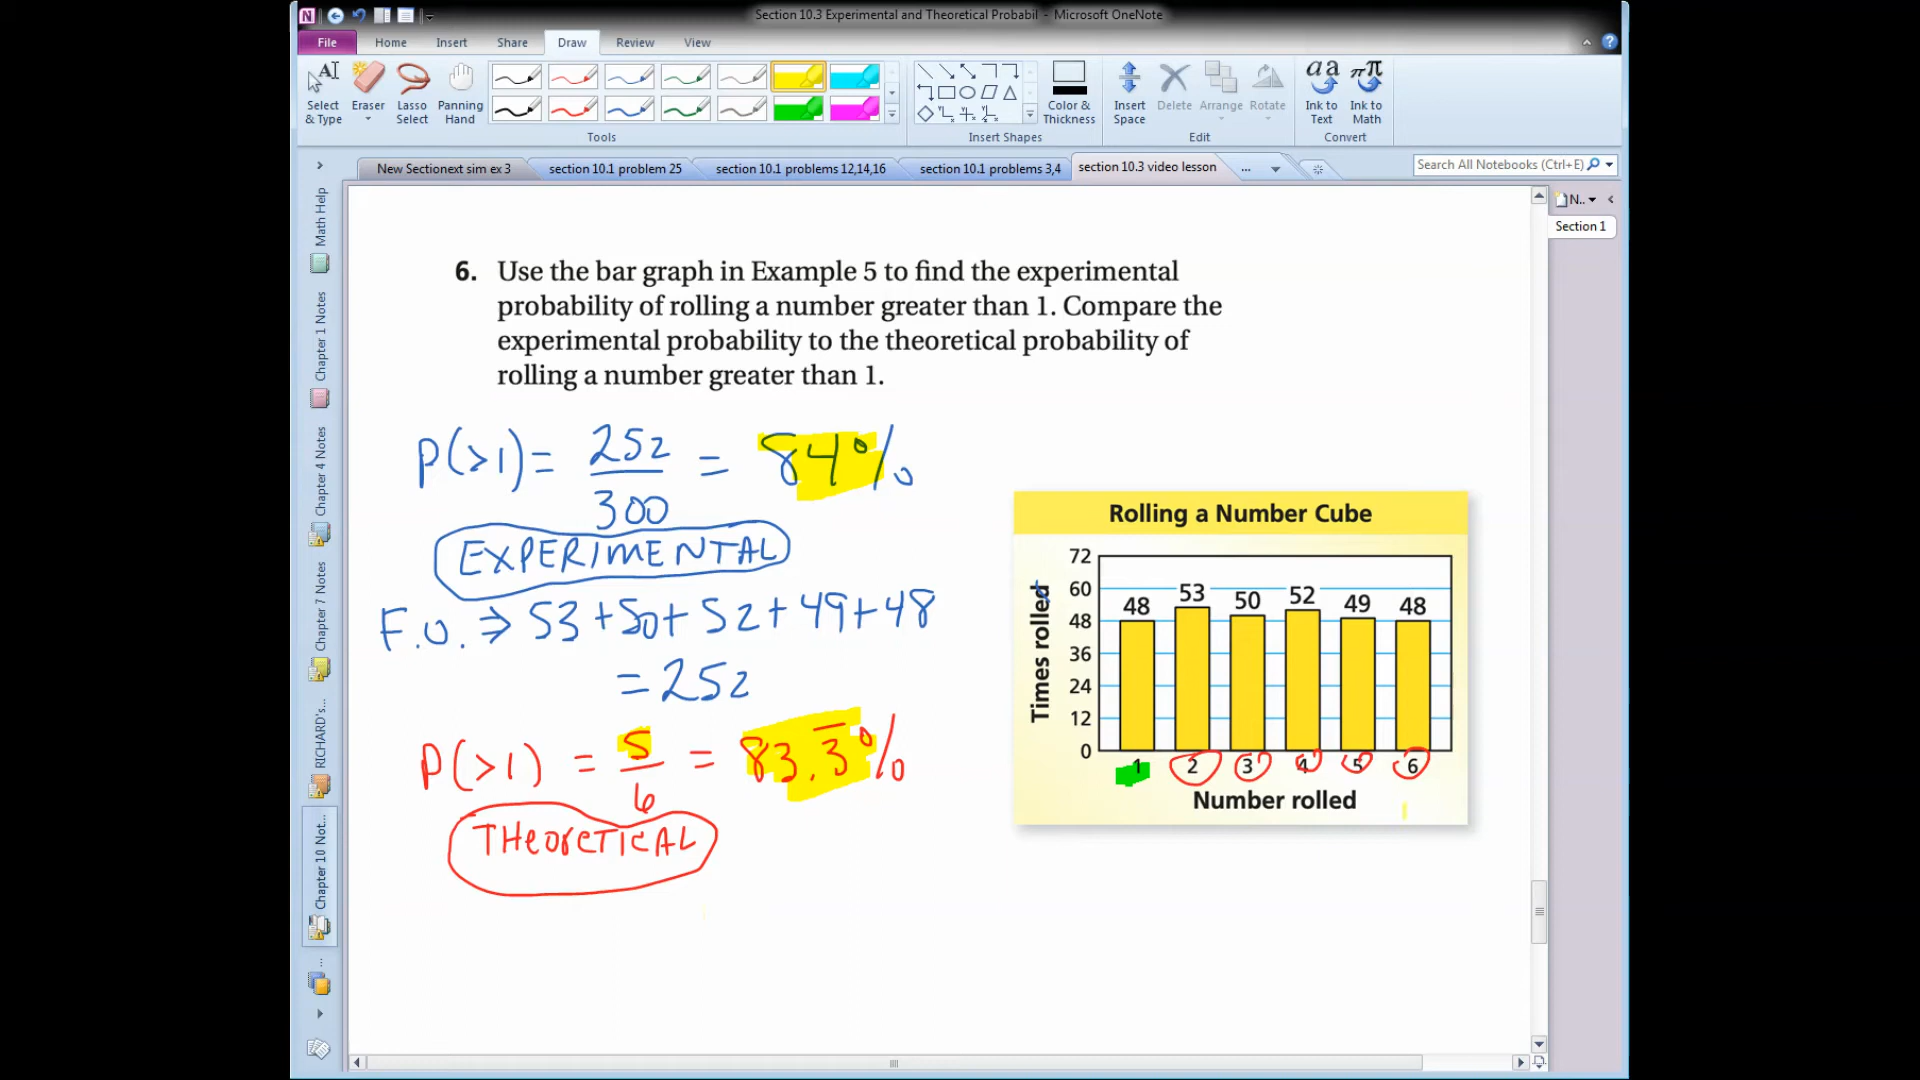 Section 10.3 Experimental and Theoretical Probabil - Microsoft OneNote
File Home Insert Share Draw Review View
Select & Type
Eraser
Lasso Select
Panning Hand
Color & Thickness
Insert Space
Delete
Arrange
Rotate
Ink to Text
Ink to Math
Tools
Insert Shapes
Edit
Convert
New Sectionext sim ex 3
section 10.1 problem 25
section 10.1 problems 12,14,16
section 10.1 problems 3,4
section 10.3 video lesson
...
Search All Notebooks (Ctrl+E)
N..
Section 1
Math Help
Chapter 1 Notes
Chapter 4 Notes
Chapter 7 Notes
RICHARD's...
Chapter 10 Not...
6. Use the bar graph in Example 5 to find the experimental
probability of rolling a number greater than 1. Compare the
experimental probability to the theoretical probability of
rolling a number greater than 1.
P(>1) = 252/300 = 84%
EXPERIMENTAL
F.O. ⇒ 53+50+52+49+48
= 252
P(>1) = 5/6 = 83.3̅%
THeoreTICAL
Rolling a Number Cube
Times rolled
72
60
48
36
24
12
0
48 53 50 52 49 48
1 2 3 4 5 6
Number rolled